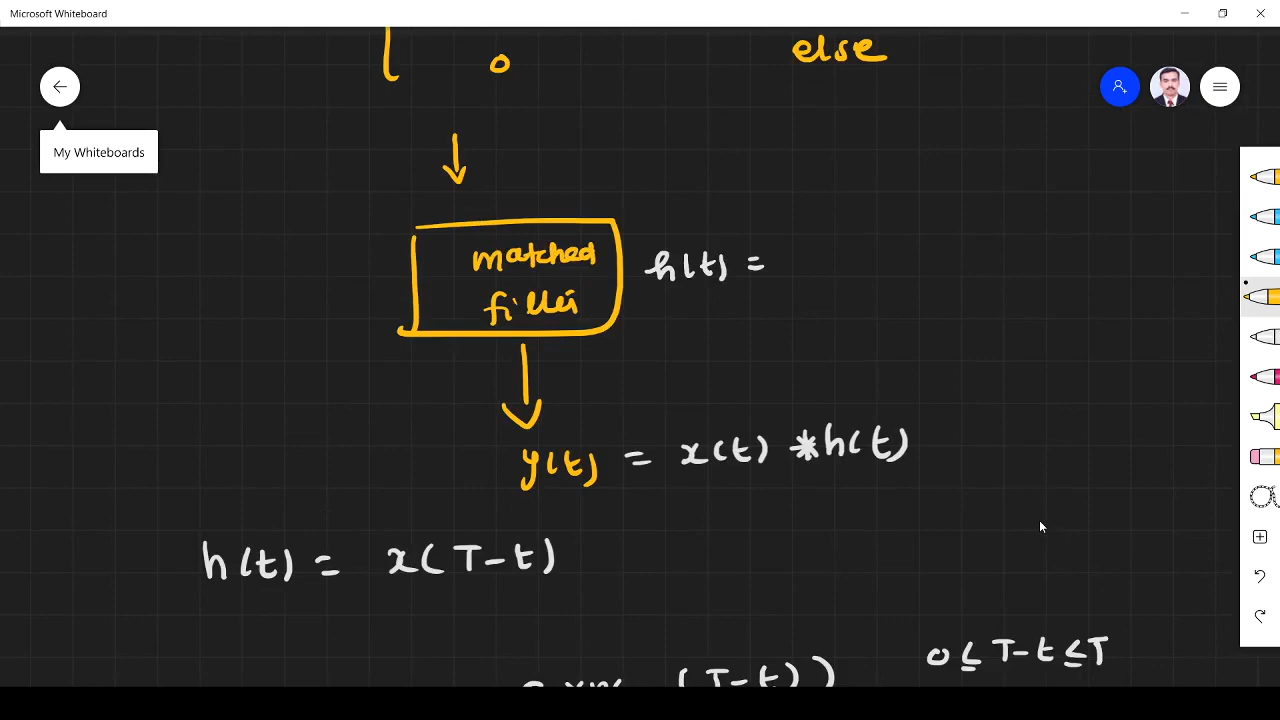 Microsoft Whiteboard
0 else
My Whiteboards
matched
filter
h(t) =
y(t) = x(t) * h(t)
h(t) = x(T-t)
0 ≤ T-t ≤ T
(T-t))